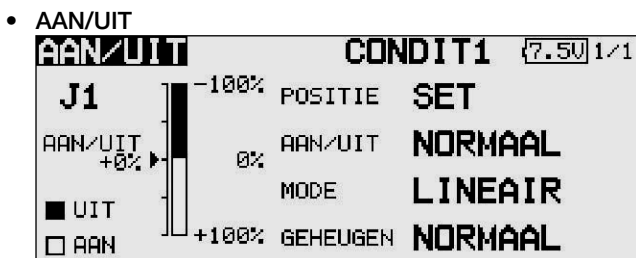 • AAN/UIT
AAN/UIT CONDIT1 7.5V 1/1
J1 -100% POSITIE SET
AAN/UIT +0% 0% AAN/UIT NORMAAL
MODE LINEAIR
■ UIT
□ AAN +100% GEHEUGEN NORMAAL